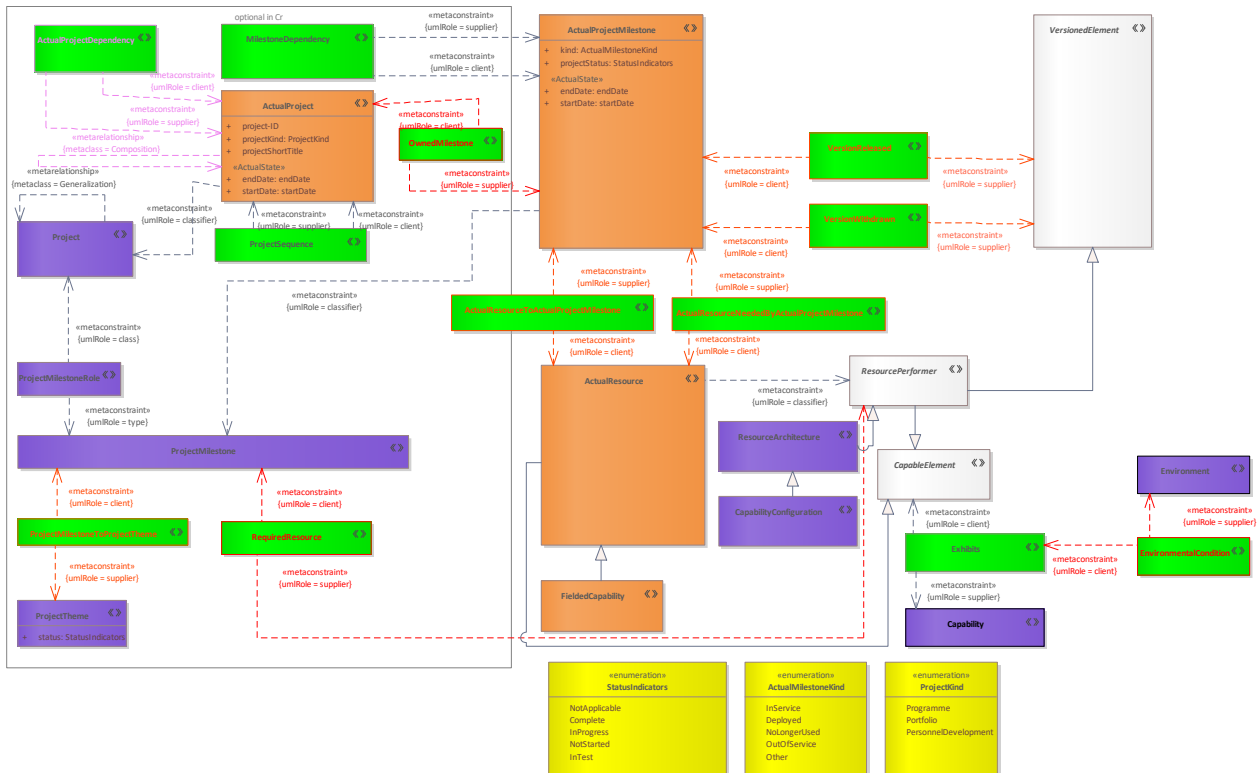 optional in Cr
ActualProjectDependency
MilestoneDependency
«metaconstraint»
{umlRole = supplier}
«metaconstraint»
{umlRole = client}
ActualProjectMilestone
+ kind: ActualMilestoneKind
+ projectStatus: StatusIndicators
«ActualState»
+ endDate: endDate
+ startDate: startDate
VersionedElement
«metaconstraint»
{umlRole = client}
«metaconstraint»
{umlRole = supplier}
«metarelationship»
{metaclass = Composition}
ActualProject
+ project-ID
+ projectKind: ProjectKind
+ projectShortTitle
«ActualState»
+ endDate: endDate
+ startDate: startDate
«metaconstraint»
{umlRole = client}
OwnedMilestone
«metaconstraint»
{umlRole = supplier}
VersionReleased
«metaconstraint»
{umlRole = client}
«metaconstraint»
{umlRole = supplier}
VersionWithdrawn
«metaconstraint»
{umlRole = client}
«metaconstraint»
{umlRole = supplier}
«metarelationship»
{metaclass = Generalization}
«metaconstraint»
{umlRole = classifier}
«metaconstraint»
{umlRole = supplier}
«metaconstraint»
{umlRole = client}
Project
ProjectSequence
«metaconstraint»
{umlRole = classifier}
«metaconstraint»
{umlRole = supplier}
«metaconstraint»
{umlRole = supplier}
ActualResourceToActualProjectMilestone
ActualResourceNeededByActualProjectMilestone
«metaconstraint»
{umlRole = client}
«metaconstraint»
{umlRole = client}
«metaconstraint»
{umlRole = class}
ProjectMilestoneRole
«metaconstraint»
{umlRole = type}
ActualResource
«metaconstraint»
{umlRole = classifier}
ResourcePerformer
ProjectMilestone
ResourceArchitecture
CapableElement
Environment
«metaconstraint»
{umlRole = client}
«metaconstraint»
{umlRole = client}
CapabilityConfiguration
«metaconstraint»
{umlRole = client}
«metaconstraint»
{umlRole = supplier}
ProjectMilestoneToProjectTheme
RequiredResource
Exhibits
«metaconstraint»
{umlRole = client}
EnvironmentalCondition
«metaconstraint»
{umlRole = supplier}
«metaconstraint»
{umlRole = supplier}
«metaconstraint»
{umlRole = supplier}
FieldedCapability
ProjectTheme
+ status: StatusIndicators
Capability
«enumeration»
StatusIndicators
NotApplicable
Complete
InProgress
NotStarted
InTest
«enumeration»
ActualMilestoneKind
InService
Deployed
NoLongerUsed
OutOfService
Other
«enumeration»
ProjectKind
Programme
Portfolio
PersonnelDevelopment